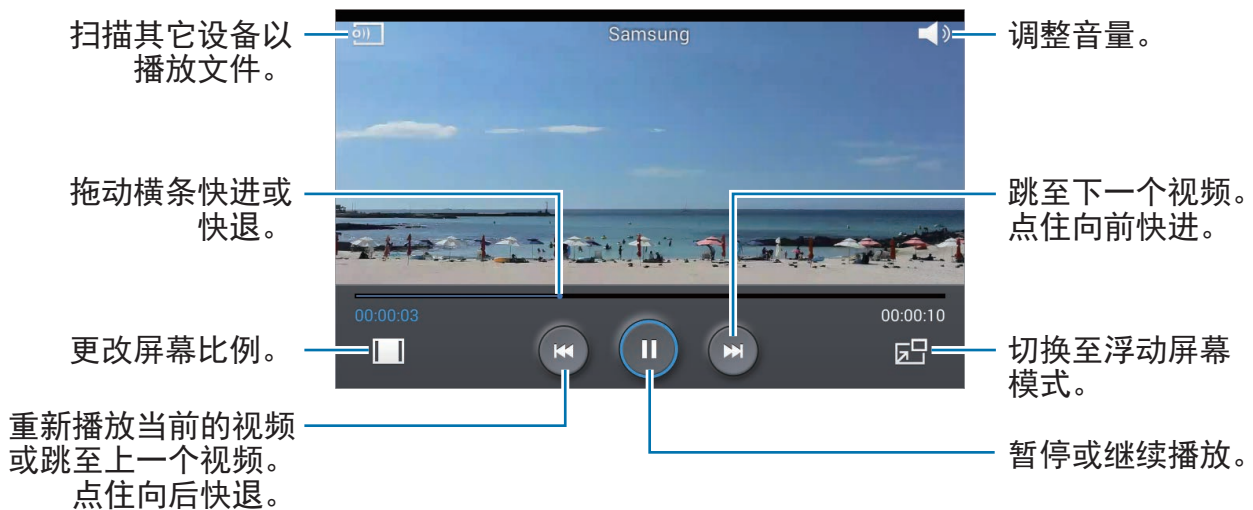 扫描其它设备以
播放文件。
Samsung
调整音量。
拖动横条快进或
快退。
跳至下一个视频。
点住向前快进。
00:00:03
00:00:10
更改屏幕比例。
切换至浮动屏幕
模式。
重新播放当前的视频
或跳至上一个视频。
点住向后快退。
暂停或继续播放。